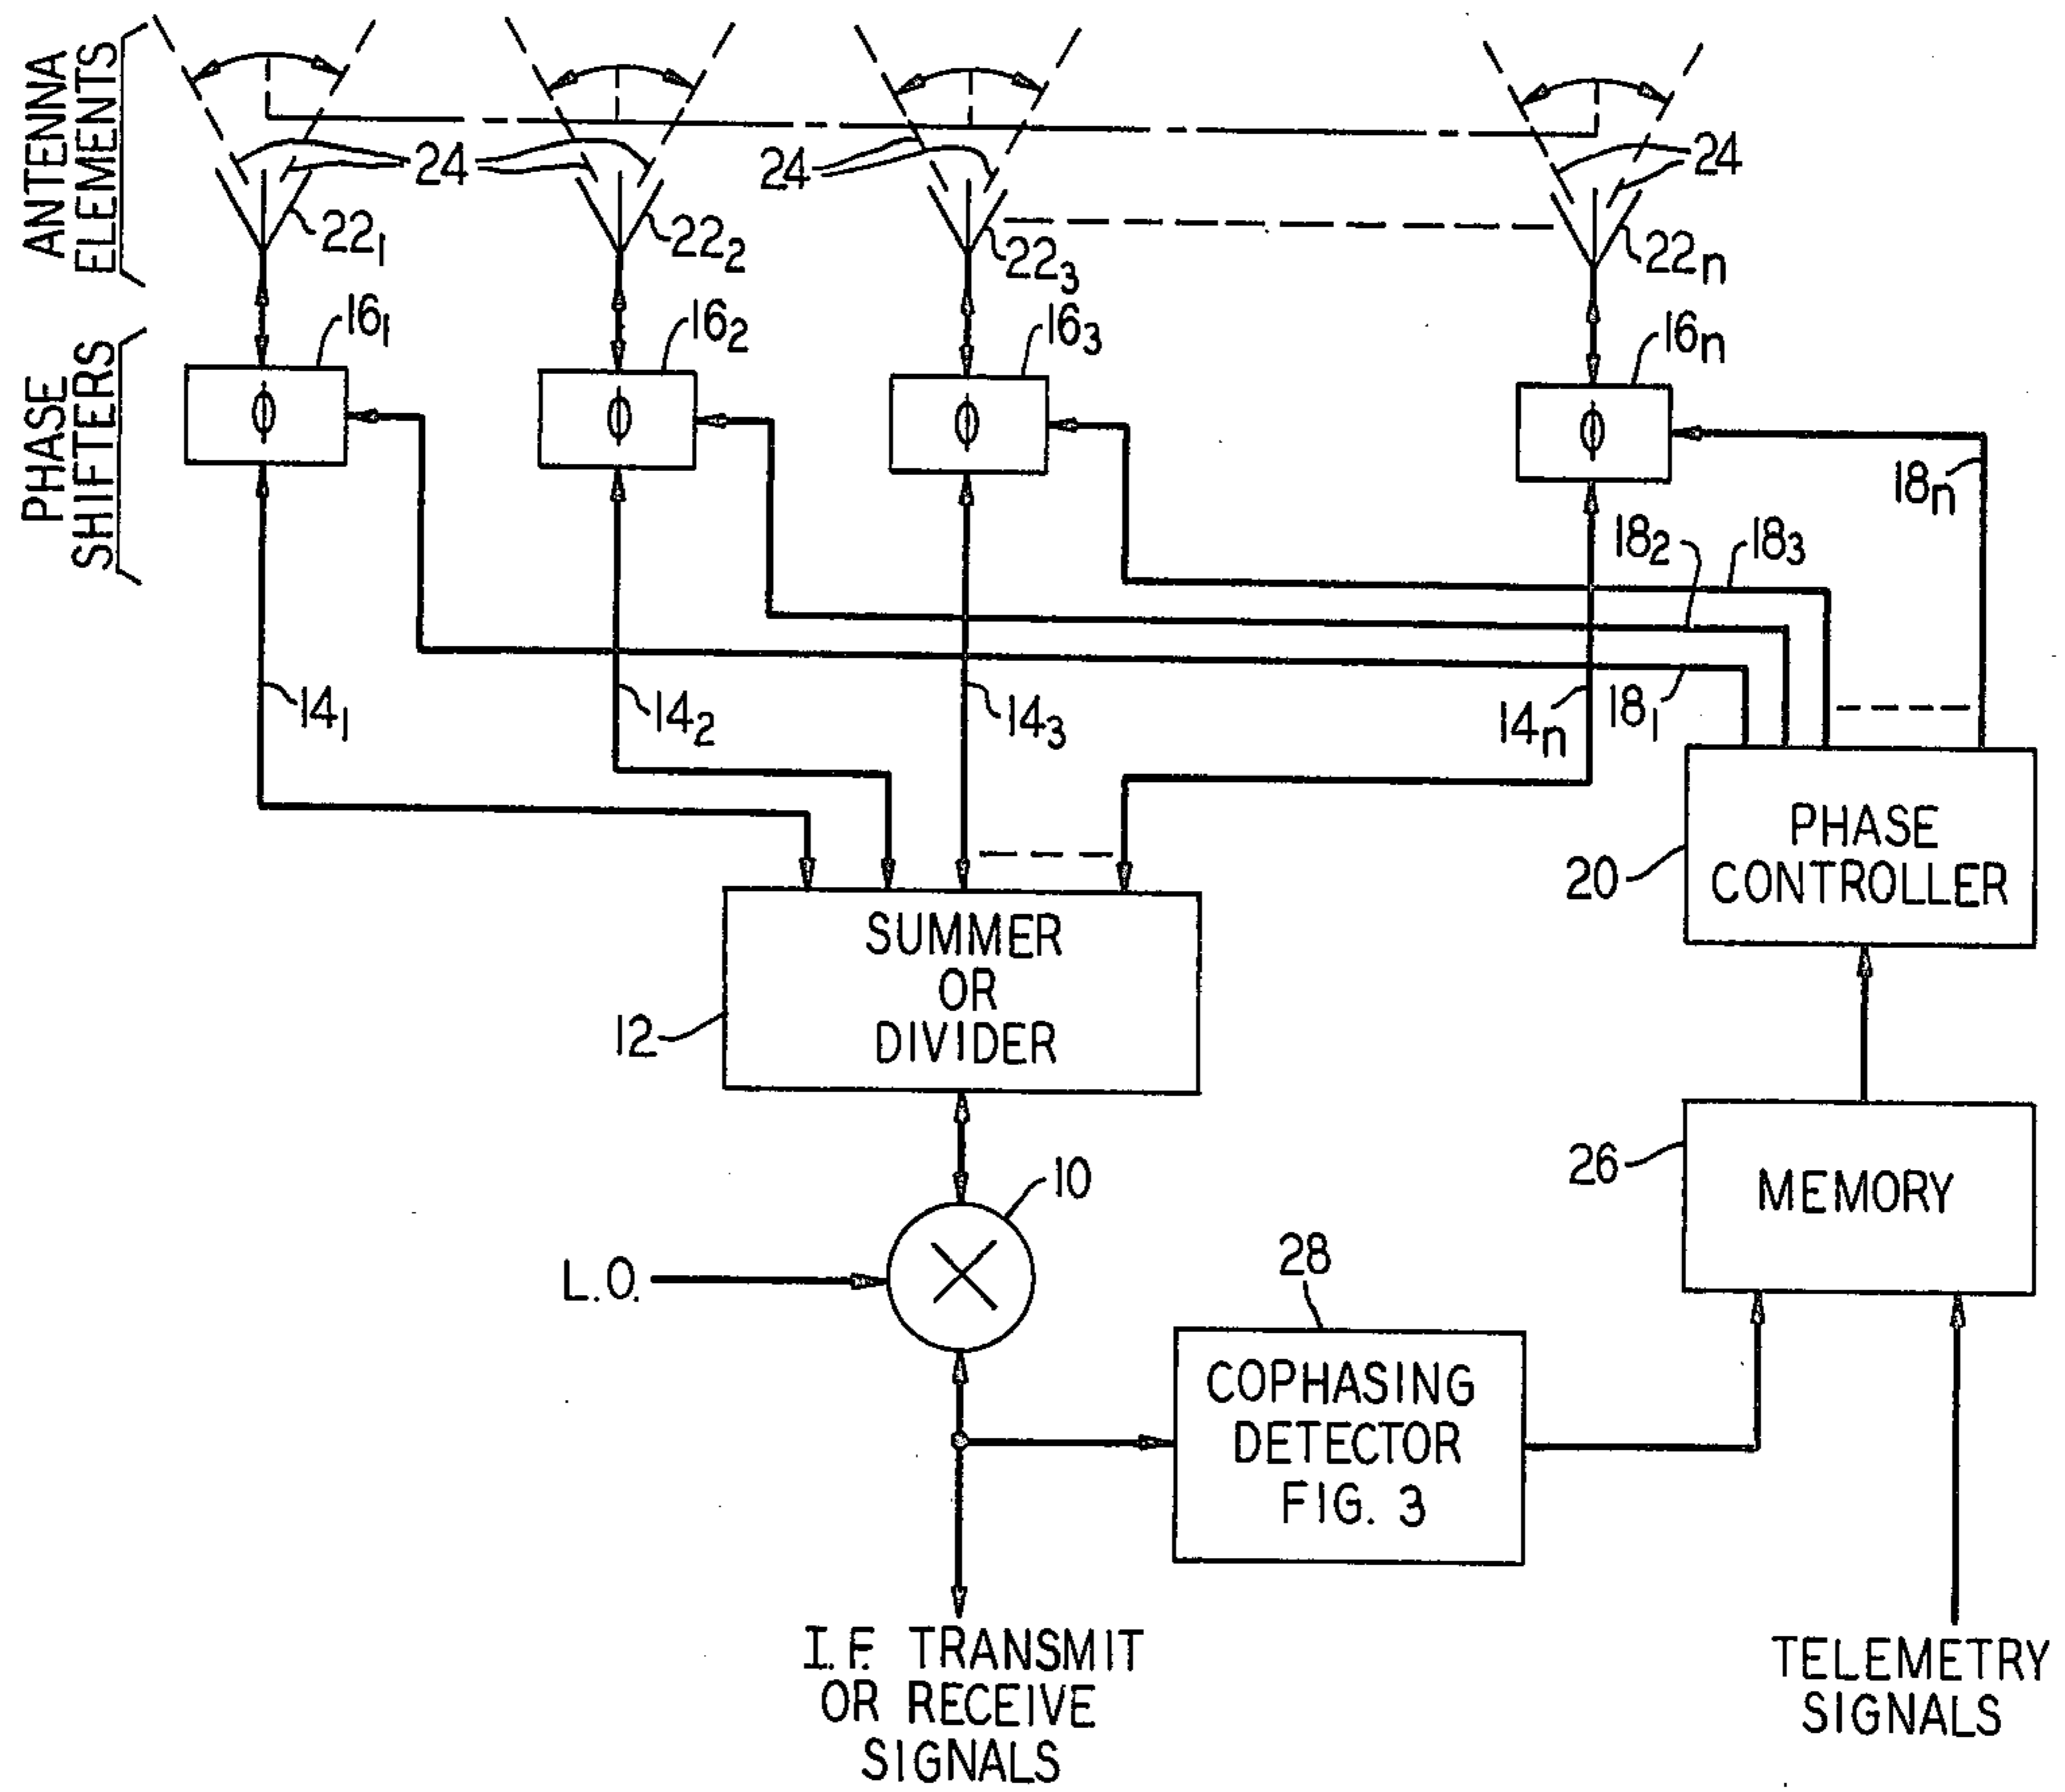 ANTENNA
ELEMENTS
24 24 24 24
22₁ 22₂ 22₃ 22n
PHASE
SHIFTERS
16₁ 16₂ 16₃ 16n
ϕ ϕ ϕ ϕ
18n
18₂ 18₃
14₁ 14₂ 14₃ 14n 18₁
PHASE
CONTROLLER
20
SUMMER
OR
DIVIDER
12
MEMORY
26
10
L.O.
28
COPHASING
DETECTOR
FIG. 3
I.F. TRANSMIT
OR RECEIVE
SIGNALS
TELEMETRY
SIGNALS